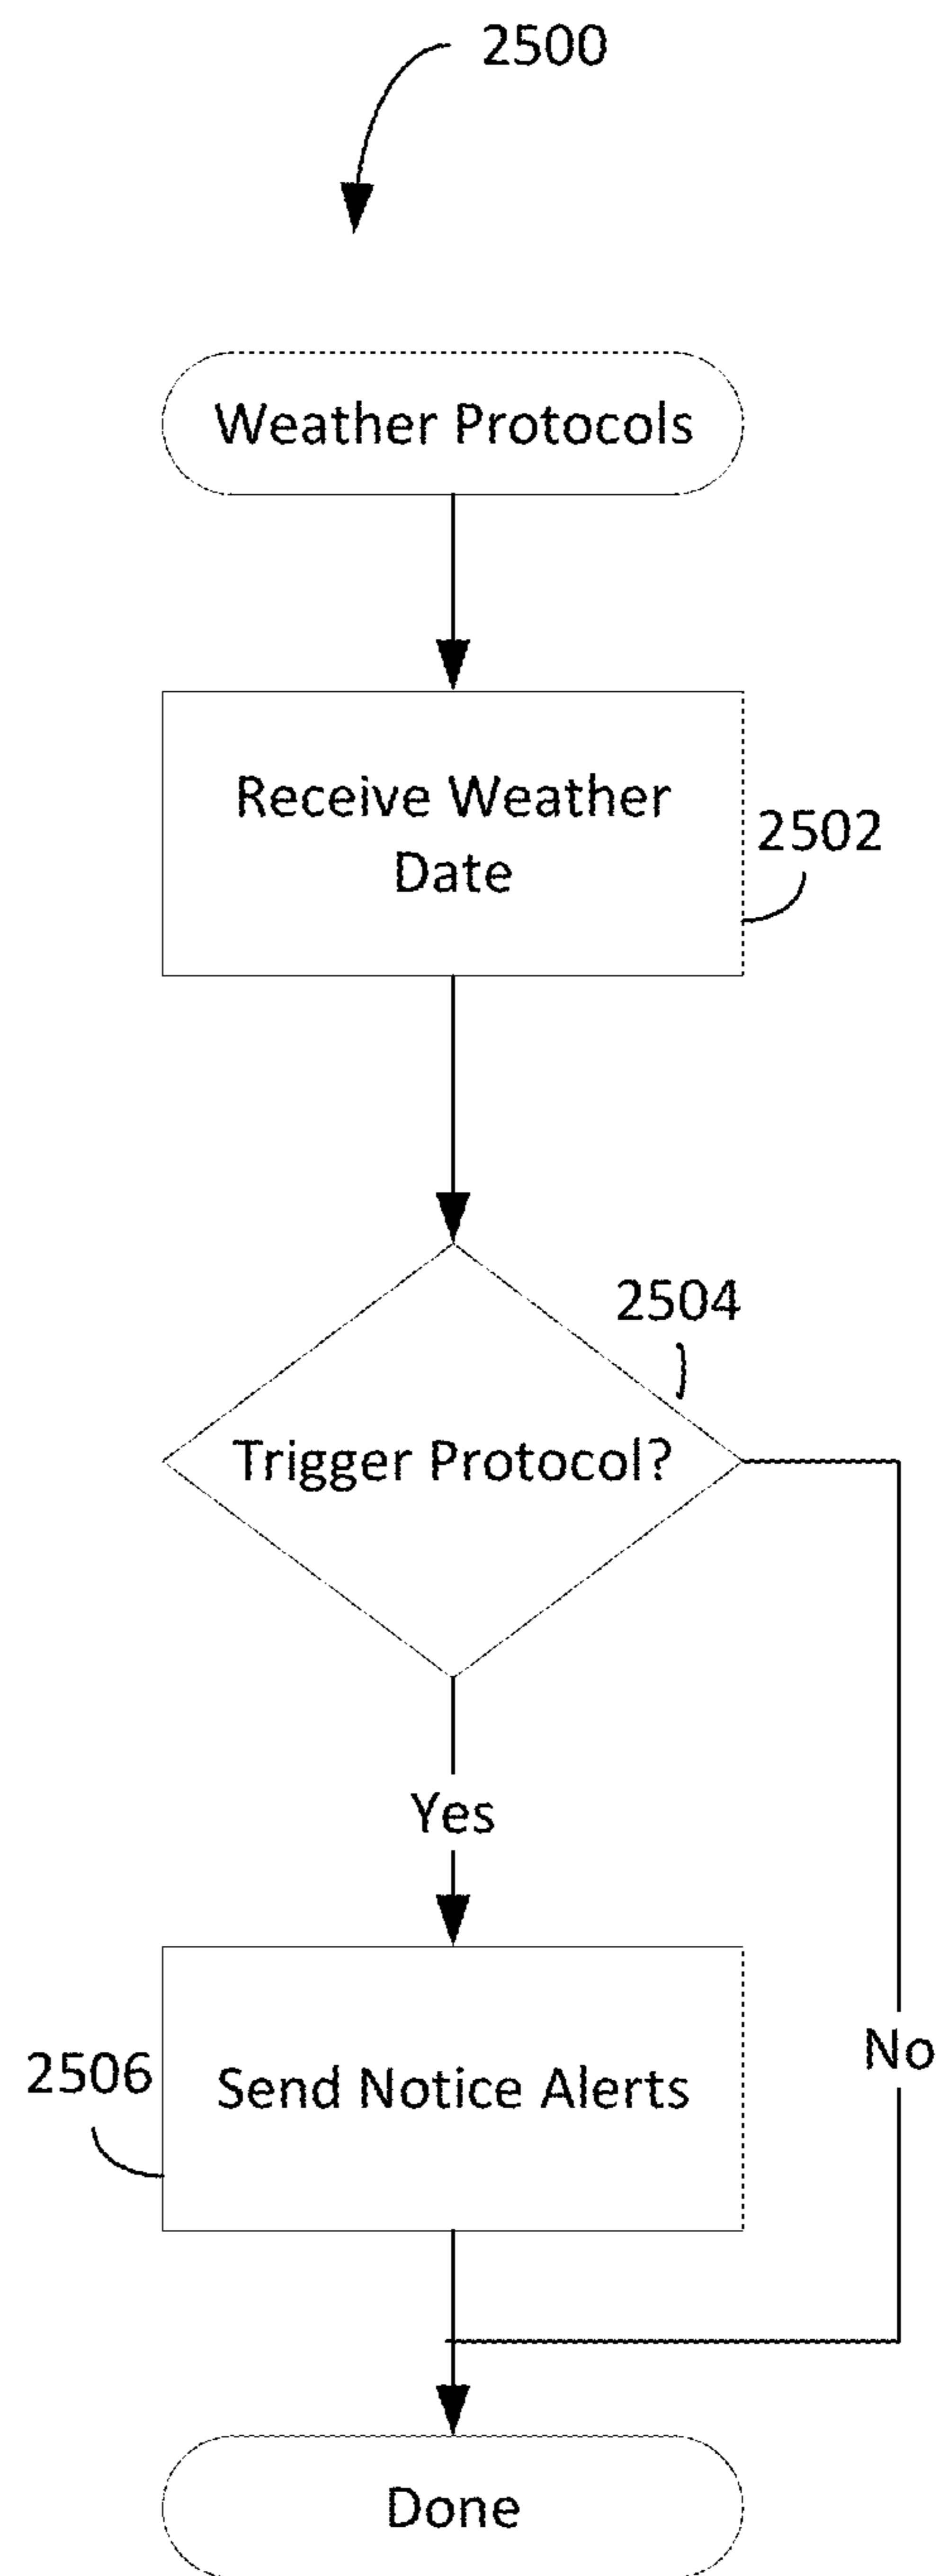 2500
Weather Protocols
Receive Weather
Date
2502
2504
Trigger Protocol?
Yes
No
2506
Send Notice Alerts
Done